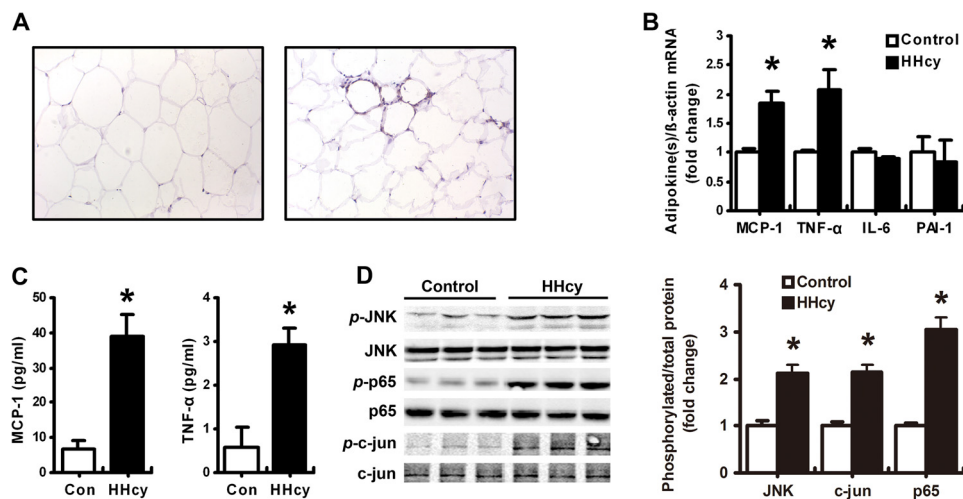 A
B
Adipokine(s)/ß-actin mRNA
(fold change)
3
2.5
2
1.5
1
0.5
Control
HHcy
*
*
MCP-1 TNF-α IL-6 PAI-1
C
MCP-1 (pg/ml)
50
40
30
20
10
0
*
Con HHcy
TNF-α (pg/ml)
4
3
2
1
0
*
Con HHcy
D
Control HHcy
p-JNK
JNK
p-p65
p65
p-c-jun
c-jun
Phosphorylated/total protein
(fold change)
4
3
2
1
0
Control
HHcy
*
*
*
JNK c-jun p65